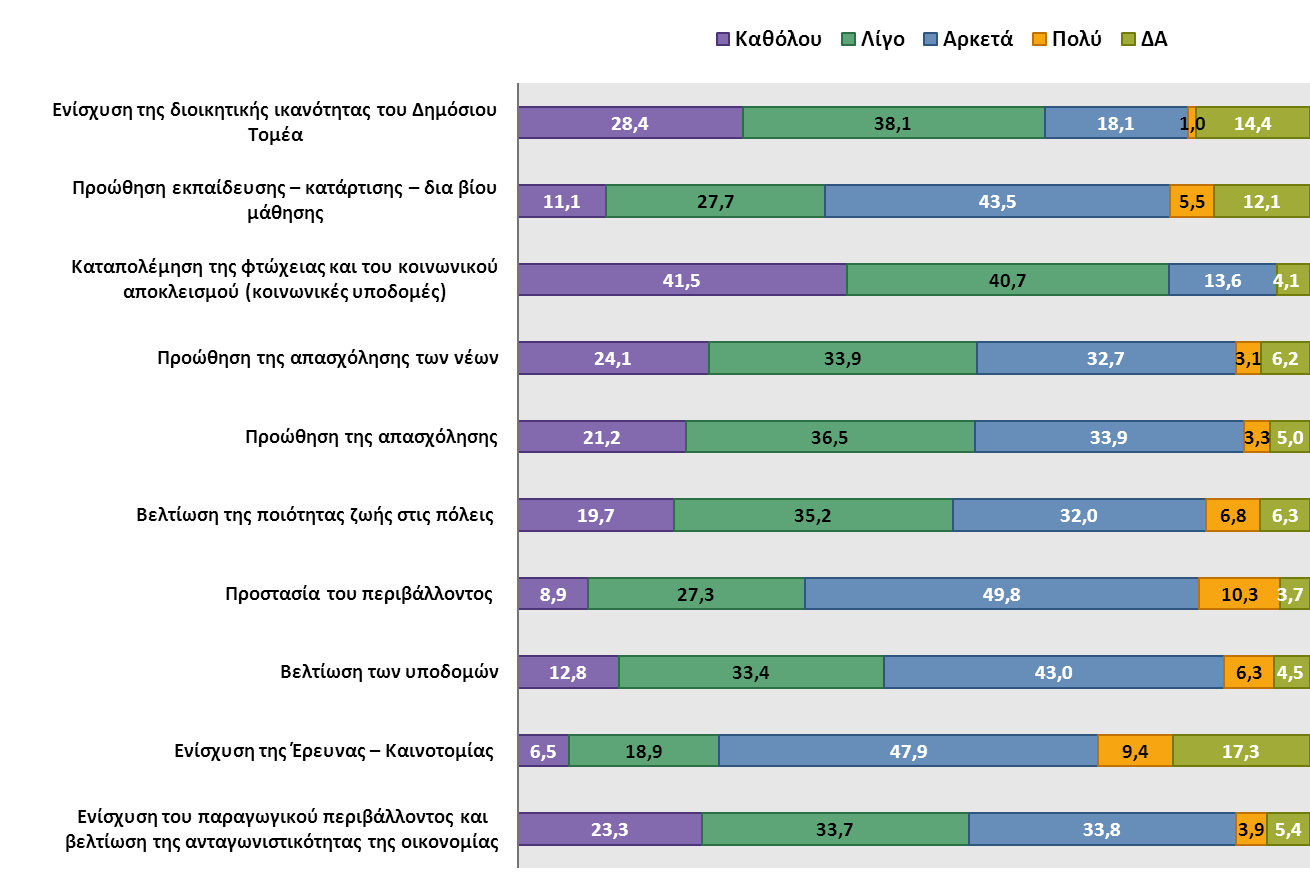 Καθόλου Λίγο Αρκετά Πολύ ΔΑ
Ενίσχυση της διοικητικής ικανότητας του Δημόσιου
Τομέα
28,4 38,1 18,1 1,0 14,4
Προώθηση εκπαίδευσης – κατάρτισης – δια βίου
μάθησης
11,1 27,7 43,5 5,5 12,1
Καταπολέμηση της φτώχειας και του κοινωνικού
αποκλεισμού (κοινωνικές υποδομές)
41,5 40,7 13,6 4,1
Προώθηση της απασχόλησης των νέων
24,1 33,9 32,7 3,1 6,2
Προώθηση της απασχόλησης
21,2 36,5 33,9 3,3 5,0
Βελτίωση της ποιότητας ζωής στις πόλεις
19,7 35,2 32,0 6,8 6,3
Προστασία του περιβάλλοντος
8,9 27,3 49,8 10,3 3,7
Βελτίωση των υποδομών
12,8 33,4 43,0 6,3 4,5
Ενίσχυση της Έρευνας – Καινοτομίας
6,5 18,9 47,9 9,4 17,3
Ενίσχυση του παραγωγικού περιβάλλοντος και
βελτίωση της ανταγωνιστικότητας της οικονομίας
23,3 33,7 33,8 3,9 5,4